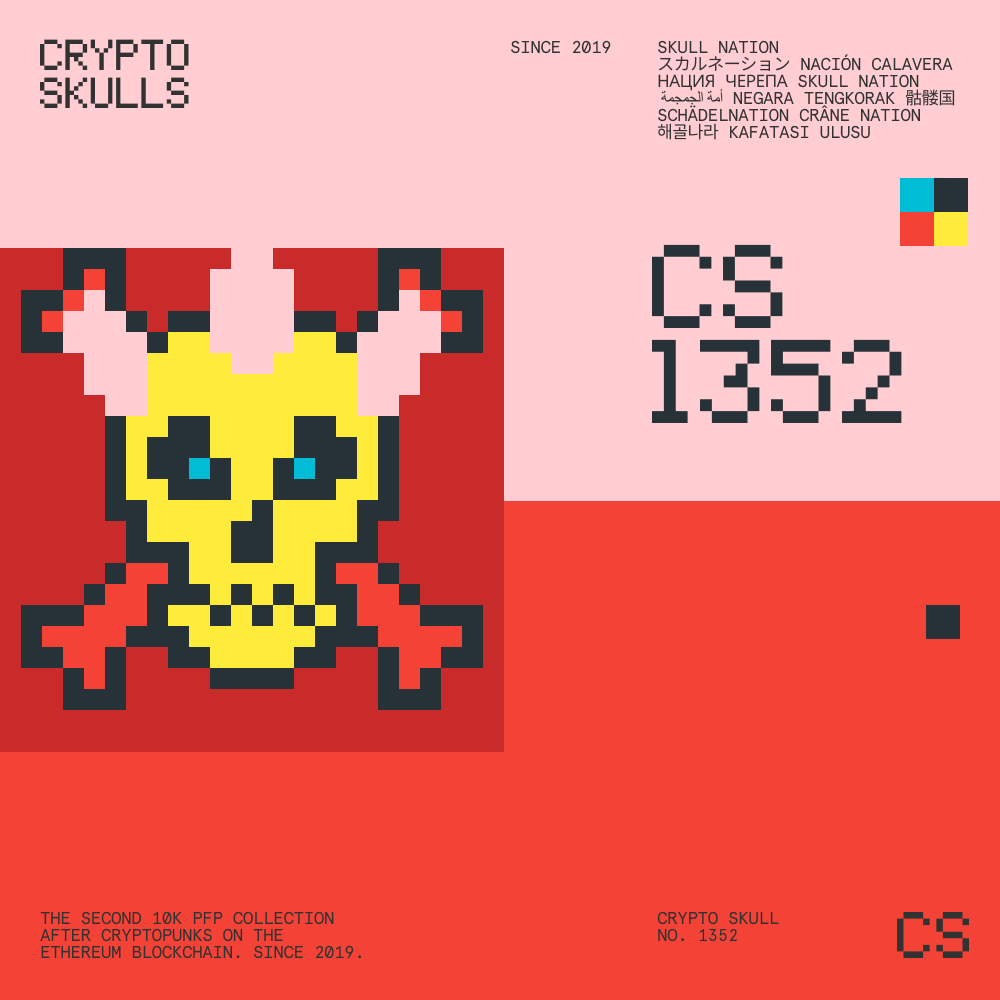 CRYPTO
SKULLS
SINCE 2019
SKULL NATION
スカルネーション NACIÓN CALAVERA
НАЦИЯ ЧЕРЕПА SKULL NATION
أمة الجمجمة NEGARA TENGKORAK 骷髅国
SCHÄDELNATION CRÂNE NATION
해골나라 KAFATASI ULUSU
CS
1352
THE SECOND 10K PFP COLLECTION
AFTER CRYPTOPUNKS ON THE
ETHEREUM BLOCKCHAIN. SINCE 2019.
CRYPTO SKULL
NO. 1352
CS